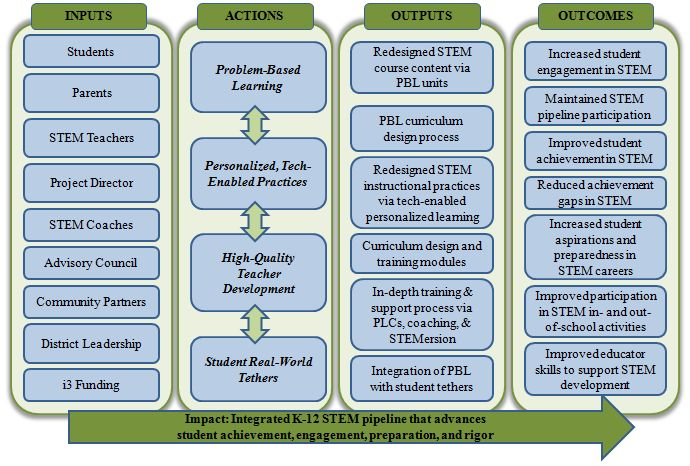 INPUTS
Students
Parents
STEM Teachers
Project Director
STEM Coaches
Advisory Council
Community Partners
District Leadership
i3 Funding
ACTIONS
Problem-Based
Learning
Personalized, Tech-
Enabled Practices
High-Quality
Teacher
Development
Student Real-World
Tethers
OUTPUTS
Redesigned STEM
course content via
PBL units
PBL curriculum
design process
Redesigned STEM
instructional practices
via tech-enabled
personalized learning
Curriculum design and
training modules
In-depth training &
support process via
PLCs, coaching, &
STEMersion
Integration of PBL
with student tethers
OUTCOMES
Increased student
engagement in STEM
Maintained STEM
pipeline participation
Improved student
achievement in STEM
Reduced achievement
gaps in STEM
Increased student
aspirations and
preparedness in
STEM careers
Improved participation
in STEM in- and out-
of-school activities
Improved educator
skills to support STEM
development
Impact: Integrated K-12 STEM pipeline that advances
student achievement, engagement, preparation, and rigor